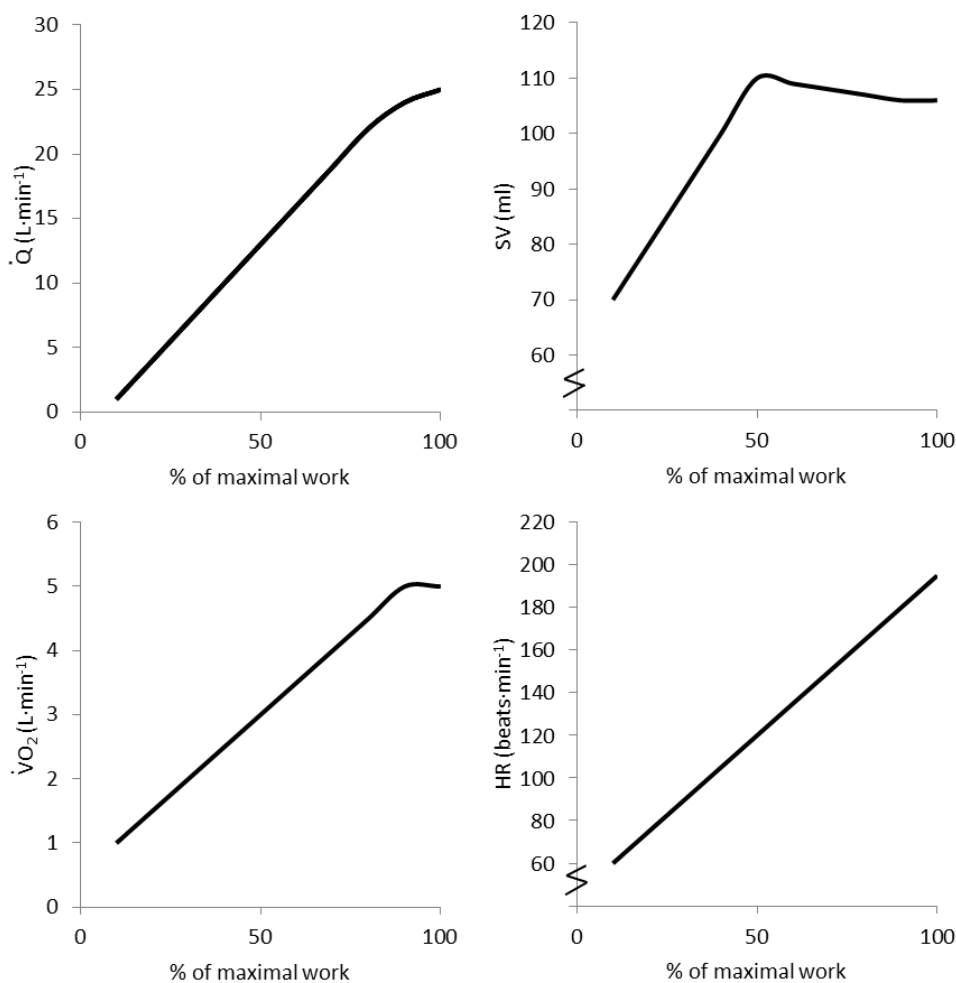 30
25
20
15
10
5
0
Q̇ (L·min⁻¹)
0 50 100
% of maximal work
120
110
100
90
80
70
60
SV (ml)
0 50 100
% of maximal work
6
5
4
3
2
1
0
V̇O₂ (L·min⁻¹)
0 50 100
% of maximal work
220
200
180
160
140
120
100
80
60
HR (beats·min⁻¹)
0 50 100
% of maximal work